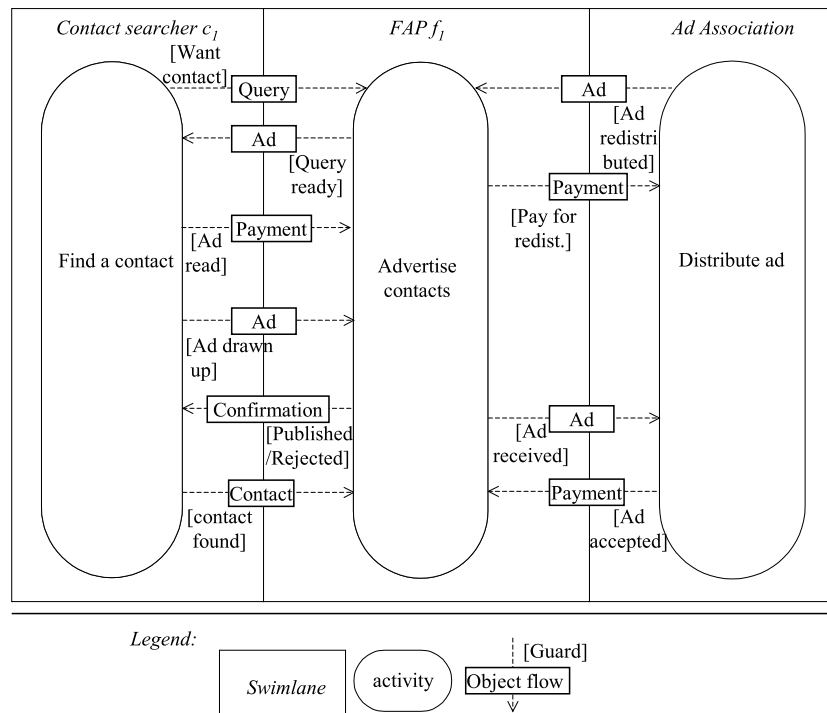 Contact searcher c1
FAP f1
Ad Association
[Want
contact]
Query
Ad
Ad
[Ad
redistri
buted]
[Query
ready]
Payment
[Pay for
redist.]
Payment
[Ad
read]
Find a contact
Advertise
contacts
Distribute ad
Ad
[Ad drawn
up]
Confirmation
[Published
/Rejected]
Ad
[Ad
received]
Contact
[contact
found]
Payment
[Ad
accepted]
Legend:
Swimlane
activity
[Guard]
Object flow